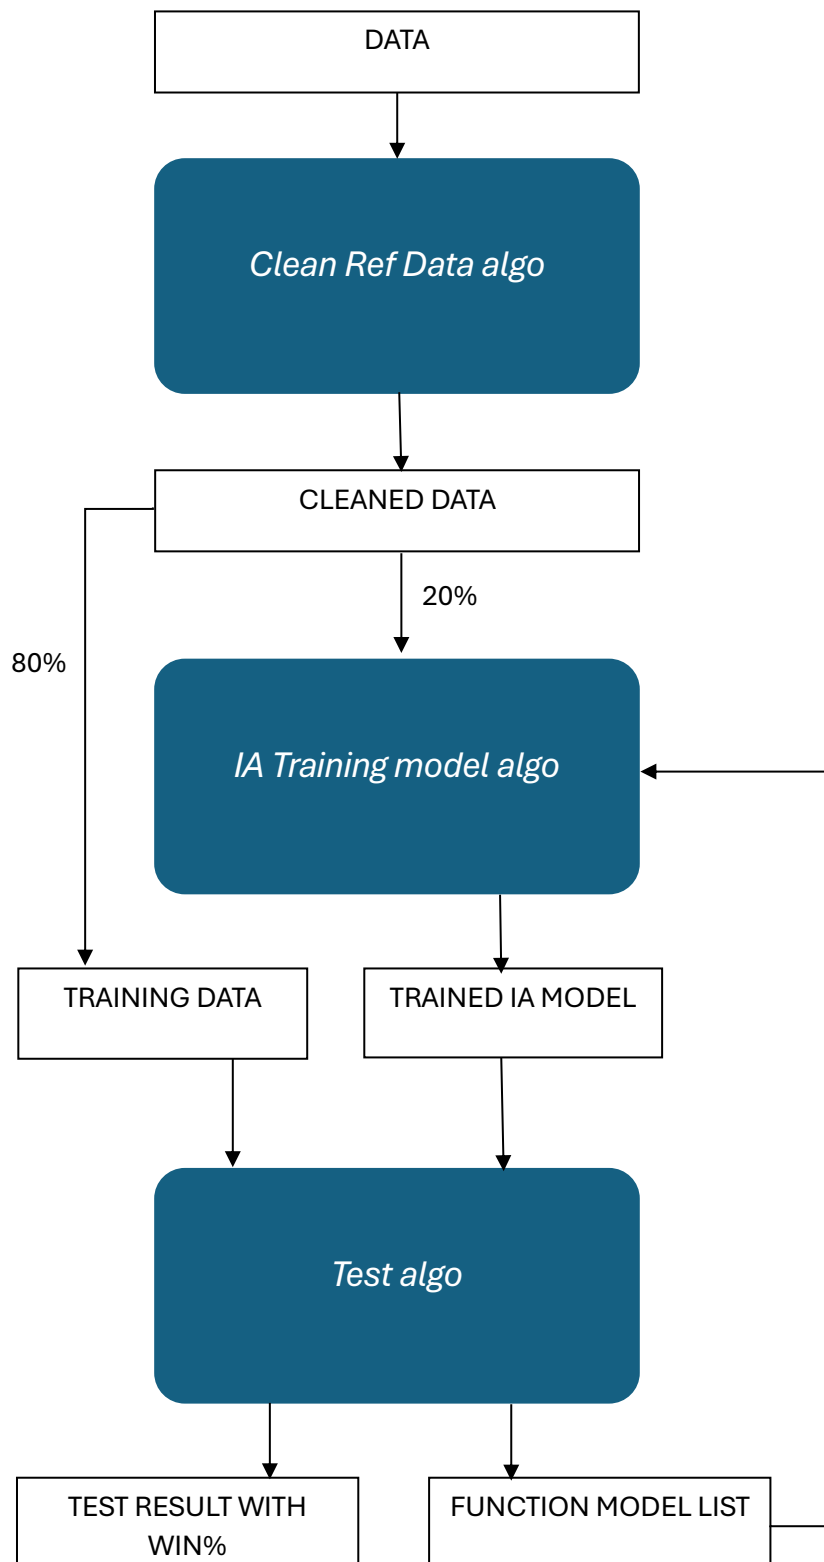 DATA
Clean Ref Data algo
CLEANED DATA
20%
80%
IA Training model algo
TRAINING DATA
TRAINED IA MODEL
Test algo
TEST RESULT WITH
WIN%
FUNCTION MODEL LIST